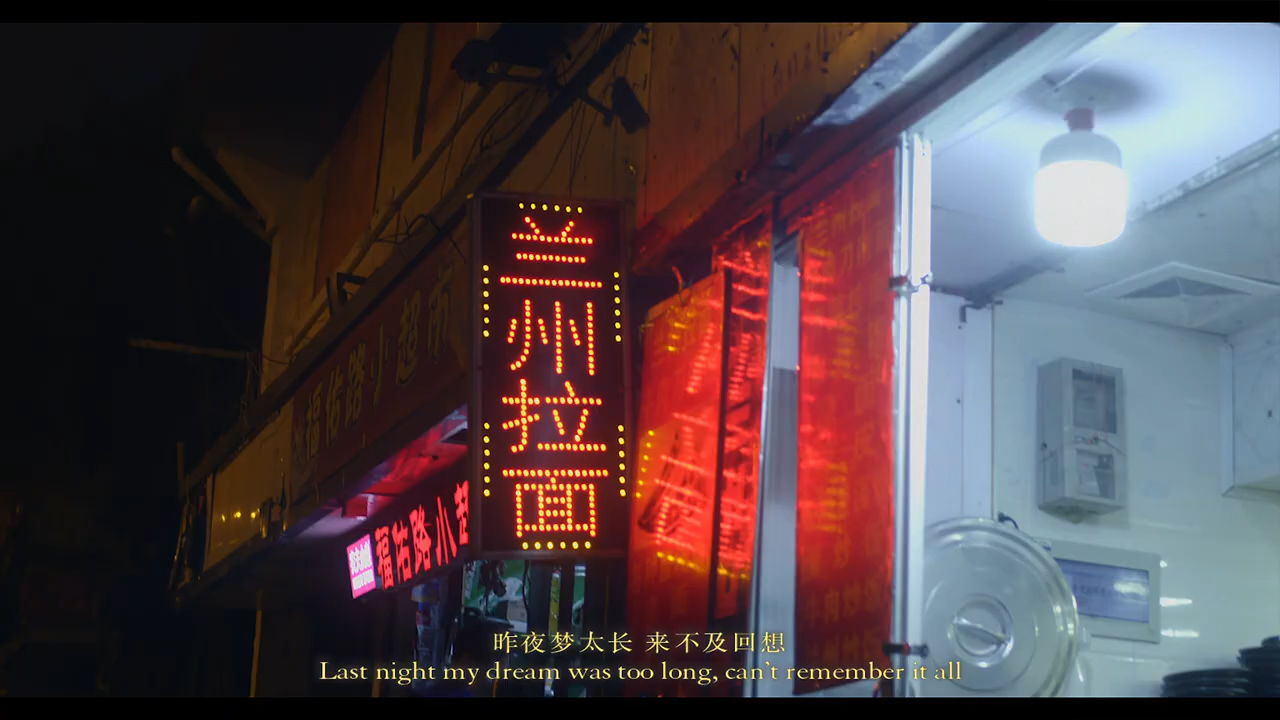 兰州拉面
福佑路小超市
福佑路小超
昨夜梦太长 来不及回想
Last night my dream was too long, can't remember it all